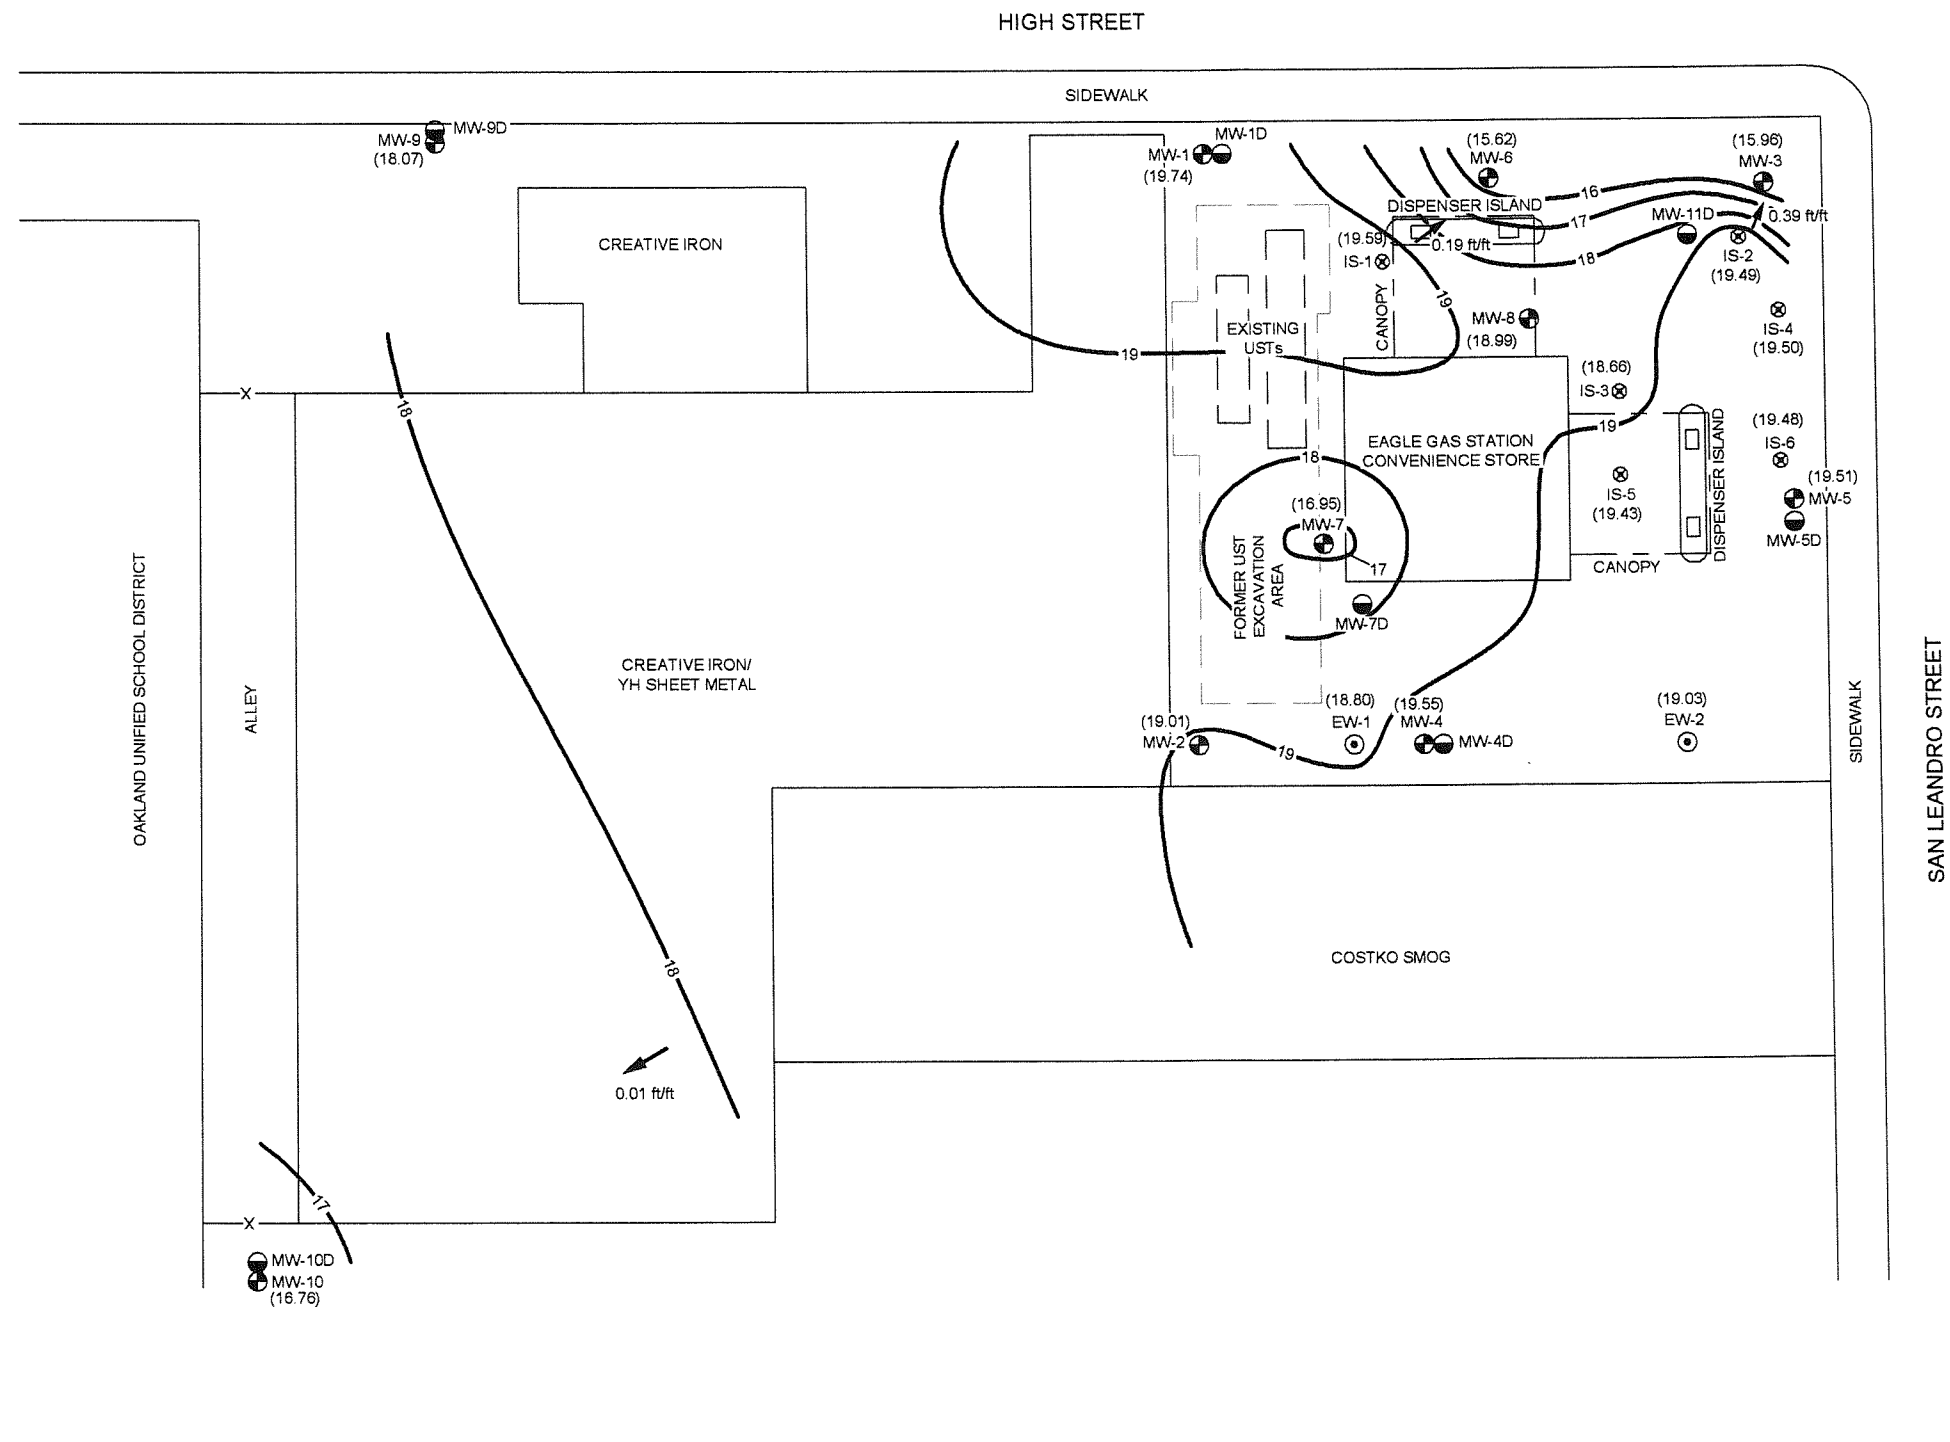 HIGH STREET
SIDEWALK
MW-9
MW-9D
(18.07)
MW-1D
MW-1
(19.74)
(15.62)
MW-6
(15.96)
MW-3
CREATIVE IRON
DISPENSER ISLAND
16
17
18
MW-11D
0.39 ft/ft
(19.59)
IS-1
0.19 ft/ft
IS-2
(19.49)
19
CANOPY
MW-8
(18.99)
IS-4
(19.50)
EXISTING
USTs
19
X
18
(18.66)
IS-3
19
EAGLE GAS STATION
CONVENIENCE STORE
DISPENSER ISLAND
(19.48)
IS-6
(19.51)
MW-5
MW-5D
IS-5
(19.43)
CANOPY
18
(16.95)
MW-7
17
FORMER UST
EXCAVATION
AREA
MW-7D
OAKLAND UNIFIED SCHOOL DISTRICT
ALLEY
CREATIVE IRON/
YH SHEET METAL
(19.01)
MW-2
19
(18.80)
EW-1
(19.55)
MW-4
MW-4D
(19.03)
EW-2
SIDEWALK
SAN LEANDRO STREET
COSTKO SMOG
18
0.01 ft/ft
17
X
MW-10D
MW-10
(16.76)